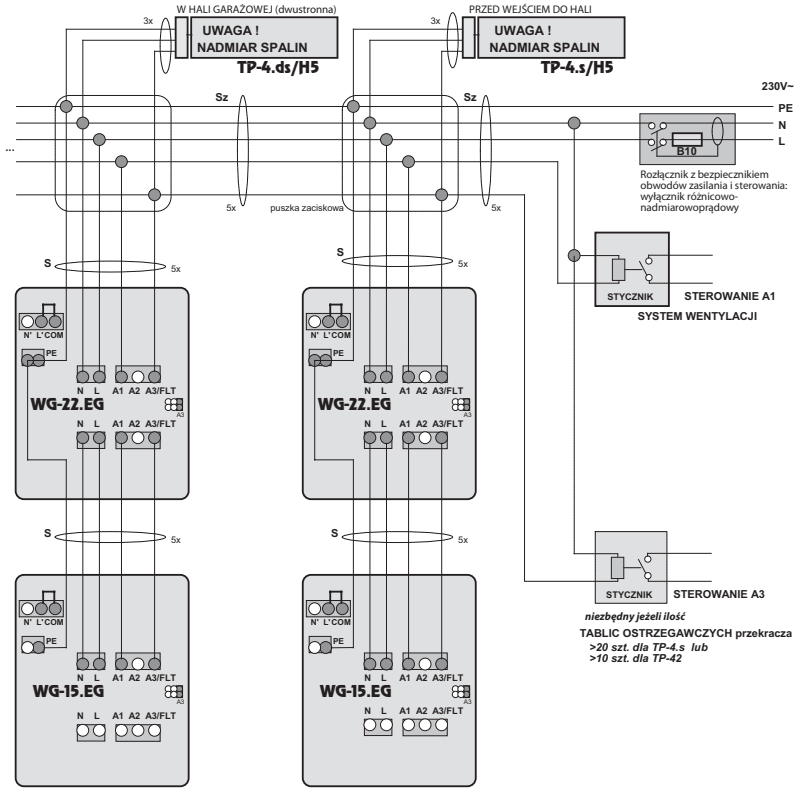 W HALI GARAŻOWEJ (dwustronna)
PRZED WEJŚCIEM DO HALI
3x
UWAGA !
NADMIAR SPALIN
TP-4.ds/H5
3x
UWAGA !
NADMIAR SPALIN
TP-4.s/H5
230V~
Sz
Sz
PE
N
L
...
B10
Rozłącznik z bezpiecznikiem
obwodów zasilania i sterowania:
wyłącznik różnicowo-
nadmiarowoprądowy
5x
puszka zaciskowa
5x
S
5x
S
5x
STYCZNIK
STEROWANIE A1
SYSTEM WENTYLACJI
N' L' COM
PE
N L A1 A2 A3/FLT
WG-22.EG
A3
N L A1 A2 A3/FLT
N' L' COM
PE
N L A1 A2 A3/FLT
WG-22.EG
A3
N L A1 A2 A3/FLT
S
5x
S
5x
STYCZNIK
STEROWANIE A3
niezbędny jeżeli ilość
TABLIC OSTRZEGAWCZYCH przekracza
>20 szt. dla TP-4.s lub
>10 szt. dla TP-42
N' L' COM
PE
N L A1 A2 A3/FLT
WG-15.EG
A3
N L A1 A2 A3/FLT
N' L' COM
PE
N L A1 A2 A3/FLT
WG-15.EG
A3
N L A1 A2 A3/FLT